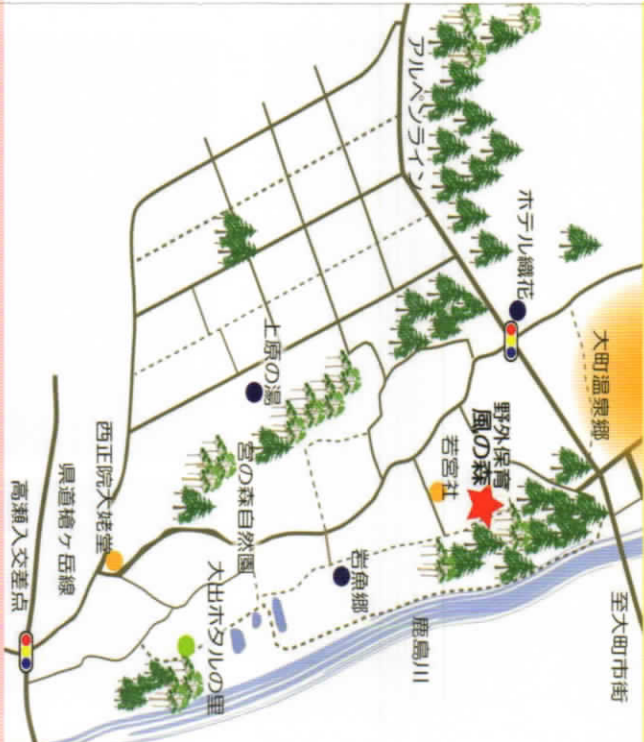 アルペンライン
ホテル織花
大町温泉郷
至大町市街
野外保育
風の森
若宮社
上原の湯
鹿島川
岩魚郷
宮の森自然園
西正院大姥堂
大出ホタルの里
県道槍ヶ岳線
高瀬入交差点